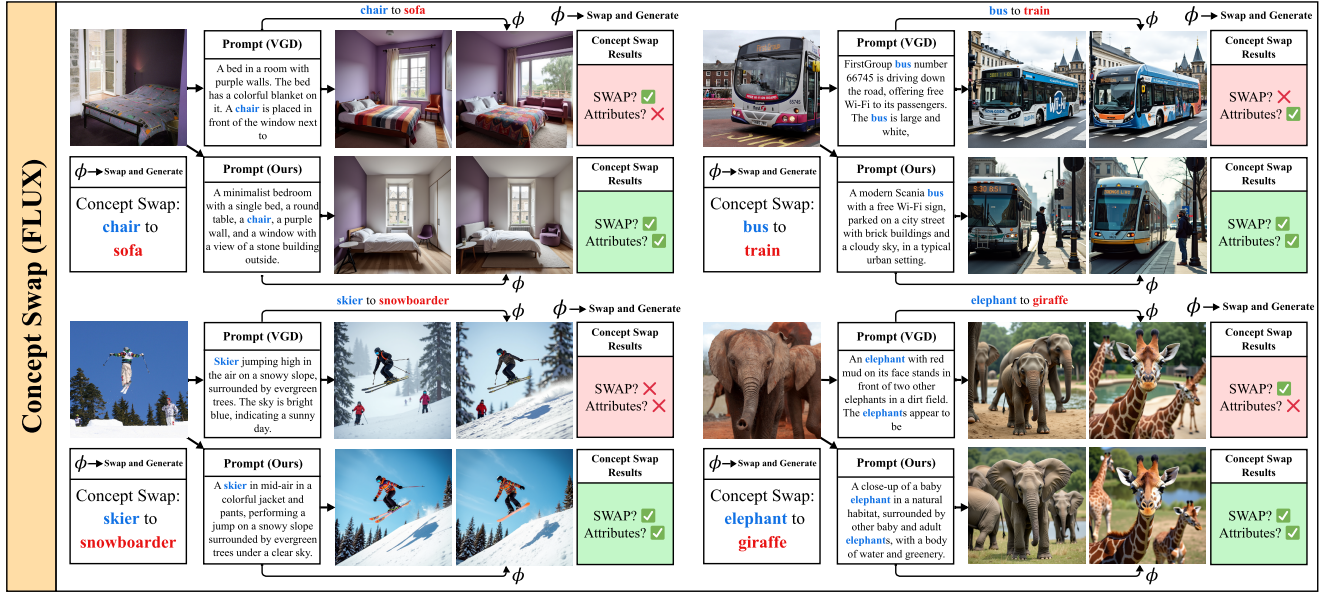 Concept Swap (FLUX)
chair to sofa
ϕ → Swap and Generate
ϕ
Prompt (VGD)
A bed in a room with
purple walls. The bed
has a colorful blanket on
it. A chair is placed in
front of the window next
to
Concept Swap
Results
SWAP? ✅
Attributes? ❌
ϕ → Swap and Generate
Concept Swap:
chair to
sofa
Prompt (Ours)
A minimalist bedroom
with a single bed, a round
table, a chair, a purple
wall, and a window with
a view of a stone building
outside.
Concept Swap
Results
SWAP? ✅
Attributes? ✅
ϕ
bus to train
ϕ → Swap and Generate
ϕ
Prompt (VGD)
FirstGroup bus number
66745 is driving down
the road, offering free
Wi-Fi to its passengers.
The bus is large and
white,
Concept Swap
Results
SWAP? ❌
Attributes? ✅
ϕ → Swap and Generate
Concept Swap:
bus to
train
Prompt (Ours)
A modern Scania bus
with a free Wi-Fi sign,
parked on a city street
with brick buildings and
a cloudy sky, in a typical
urban setting.
Concept Swap
Results
SWAP? ✅
Attributes? ✅
ϕ
skier to snowboarder
ϕ → Swap and Generate
ϕ
Prompt (VGD)
Skier jumping high in
the air on a snowy slope,
surrounded by evergreen
trees. The sky is bright
blue, indicating a sunny
day.
Concept Swap
Results
SWAP? ❌
Attributes? ❌
ϕ → Swap and Generate
Concept Swap:
skier to
snowboarder
Prompt (Ours)
A skier in mid-air in a
colorful jacket and
pants, performing a
jump on a snowy slope
surrounded by evergreen
trees under a clear sky.
Concept Swap
Results
SWAP? ✅
Attributes? ✅
ϕ
elephant to giraffe
ϕ → Swap and Generate
ϕ
Prompt (VGD)
An elephant with red
mud on its face stands in
front of two other
elephants in a dirt field.
The elephants appear to
be
Concept Swap
Results
SWAP? ✅
Attributes? ❌
ϕ → Swap and Generate
Concept Swap:
elephant to
giraffe
Prompt (Ours)
A close-up of a baby
elephant in a natural
habitat, surrounded by
other baby and adult
elephants, with a body
of water and greenery.
Concept Swap
Results
SWAP? ✅
Attributes? ✅
ϕ